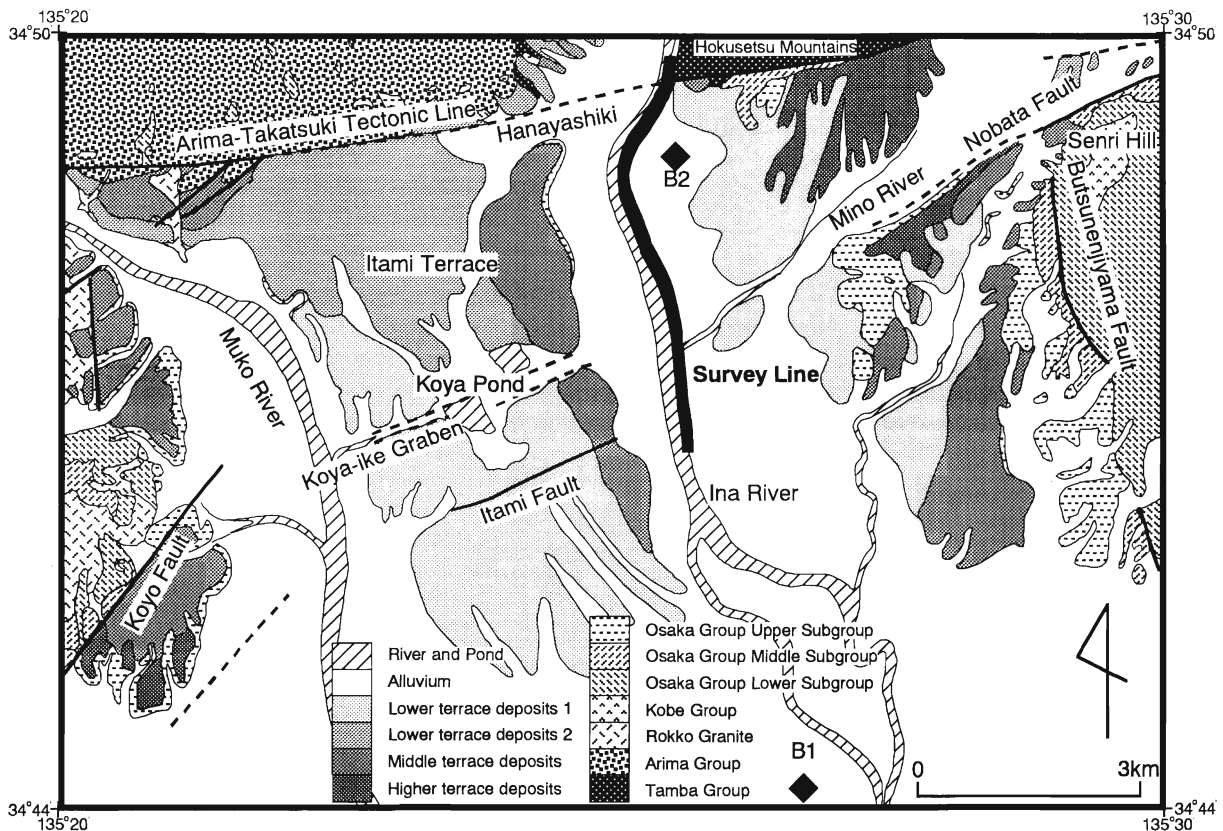 135°20'
135°30'
34°50'
34°50'
Hokusetsu Mountains
Arima-Takatsuki Tectonic Line
Hanayashiki
Nobata Fault
Senri Hill
B2
Mino River
Butsunenjiyama Fault
Itami Terrace
Muko River
Koya Pond
Survey Line
Koya-ike Graben
Itami Fault
Ina River
Koyo Fault
River and Pond
Alluvium
Lower terrace deposits 1
Lower terrace deposits 2
Middle terrace deposits
Higher terrace deposits
Osaka Group Upper Subgroup
Osaka Group Middle Subgroup
Osaka Group Lower Subgroup
Kobe Group
Rokko Granite
Arima Group
Tamba Group
B1
0
3km
34°44'
34°44'
135°20'
135°30'